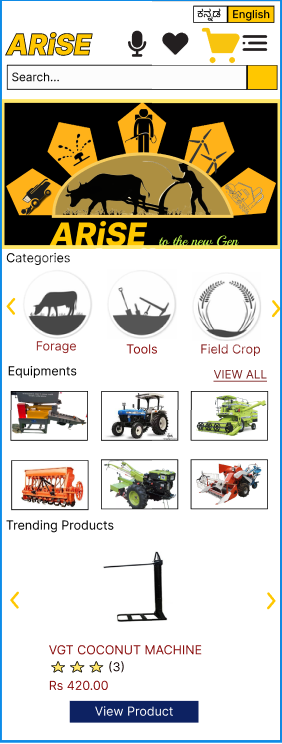 ಕನ್ನಡ English
ARiSE
Search...
ARiSE to the new Gen
Categories
Forage Tools Field Crop
Equipments VIEW ALL
Trending Products
VGT COCONUT MACHINE
(3)
Rs 420.00
View Product